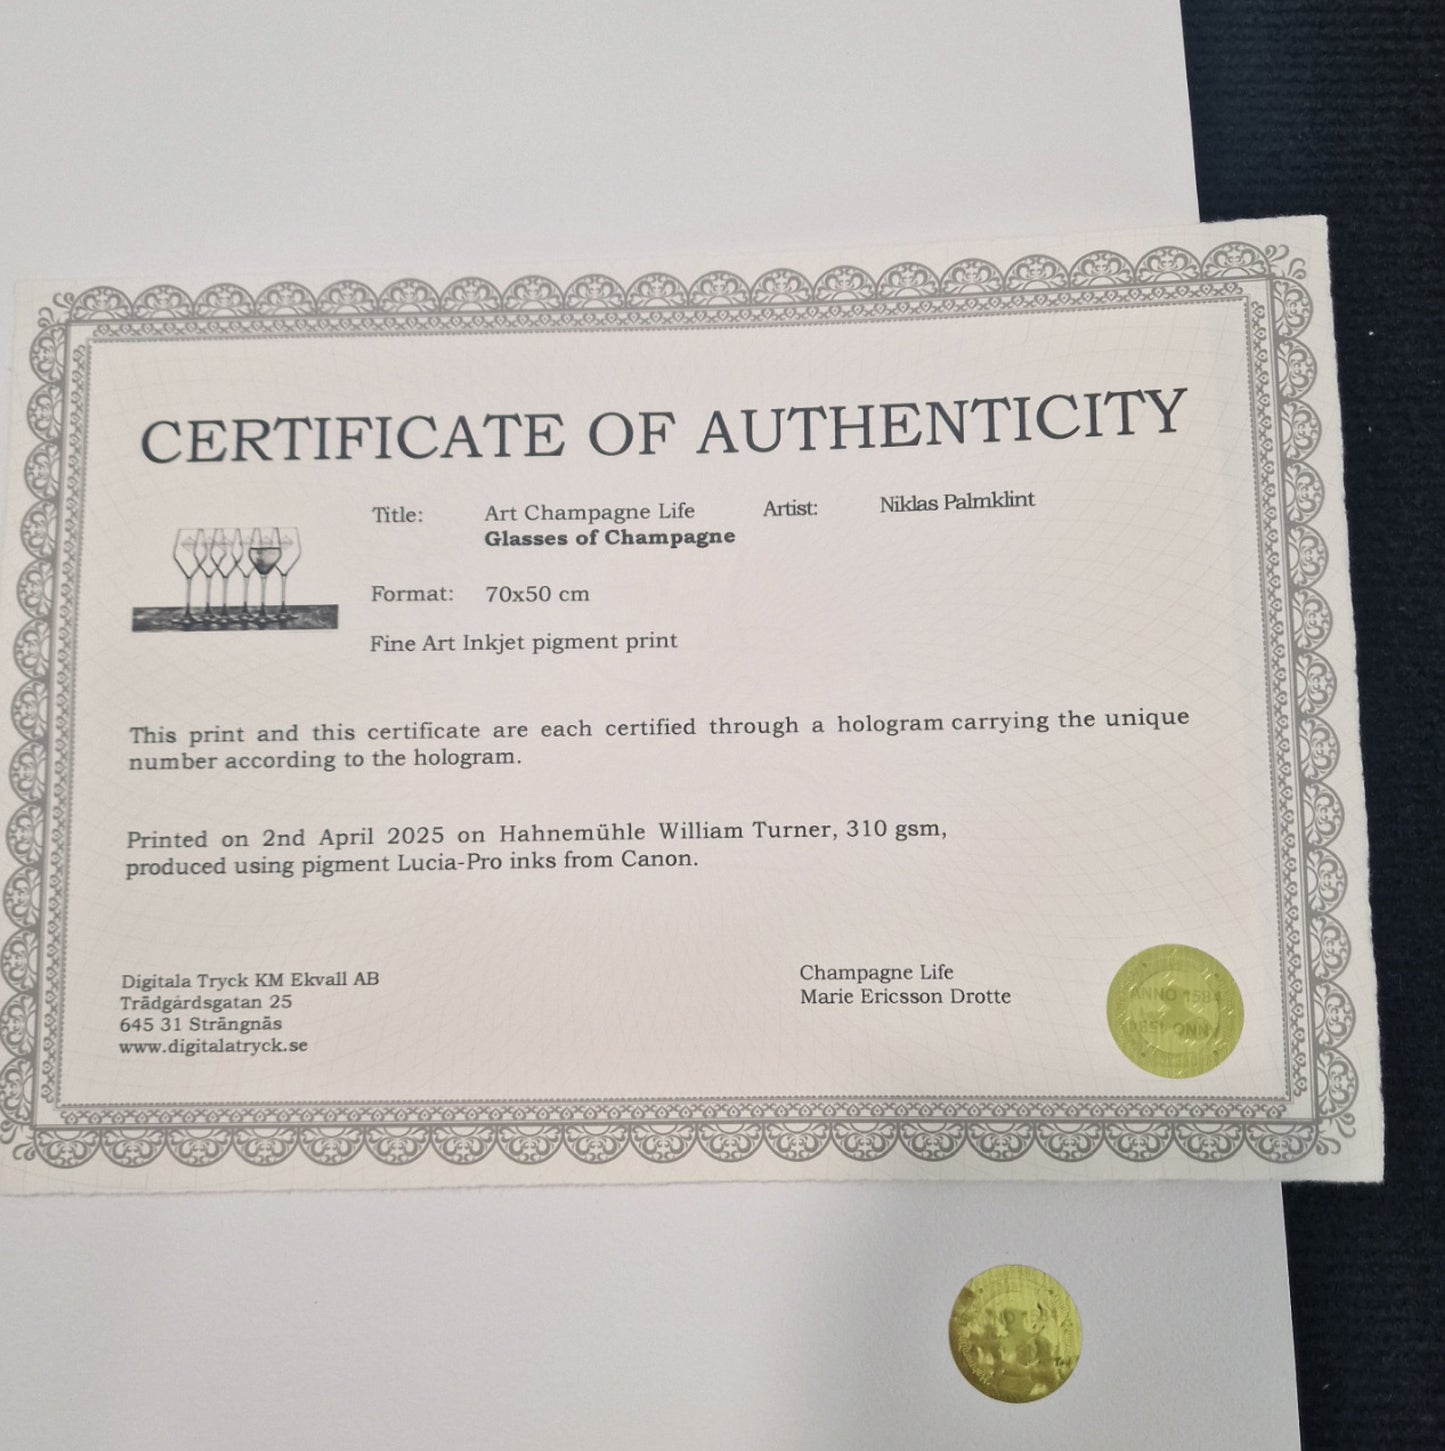 CERTIFICATE OF AUTHENTICITY
Title: Art Champagne Life Artist: Niklas Palmklint
Glasses of Champagne
Format: 70x50 cm
Fine Art Inkjet pigment print
This print and this certificate are each certified through a hologram carrying the unique
number according to the hologram.
Printed on 2nd April 2025 on Hahnemühle William Turner, 310 gsm,
produced using pigment Lucia-Pro inks from Canon.
Digitala Tryck KM Ekvall AB
Trädgårdsgatan 25
645 31 Strängnäs
www.digitalatryck.se
Champagne Life
Marie Ericsson Drotte
ANNO 1584
ANNO 1584